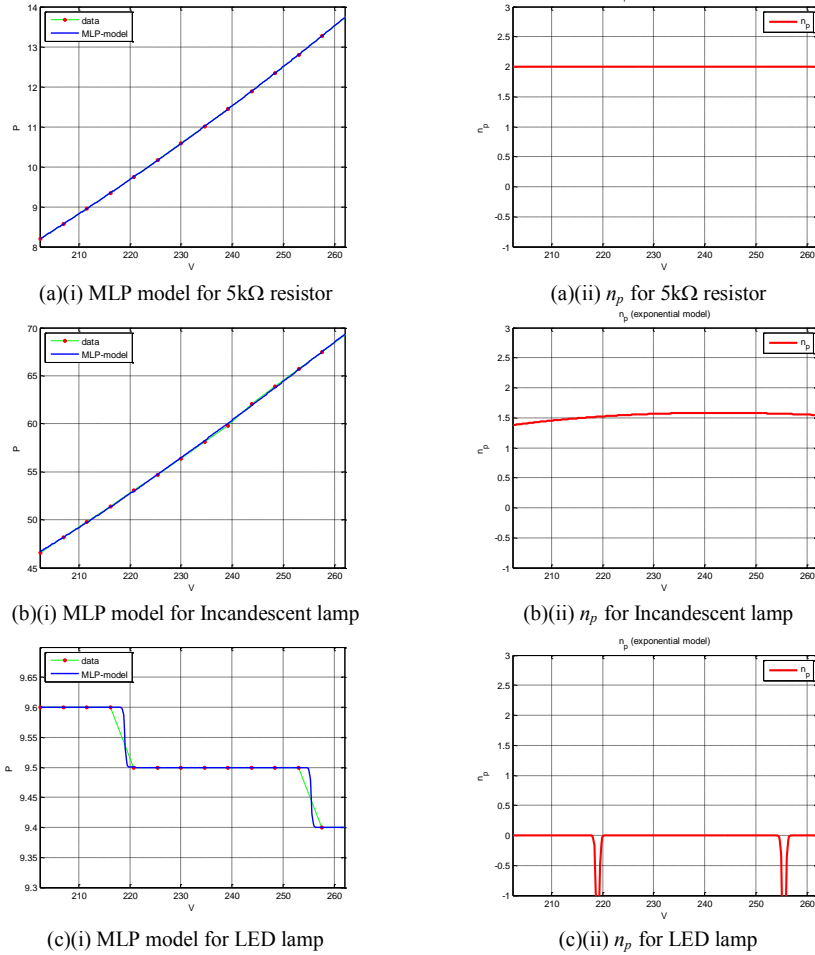 data
MLP-model
14
13
12
11
10
9
8
P
210 220 230 240 250 260
V
(a)(i) MLP model for 5kΩ resistor
n_p
3
2.5
2
1.5
1
0.5
0
-0.5
-1
n_p
210 220 230 240 250 260
V
(a)(ii) n_p for 5kΩ resistor
data
MLP-model
70
65
60
55
50
45
P
210 220 230 240 250 260
V
(b)(i) MLP model for Incandescent lamp
n_p (exponential model)
n_p
3
2.5
2
1.5
1
0.5
0
-0.5
-1
n_p
210 220 230 240 250 260
V
(b)(ii) n_p for Incandescent lamp
data
MLP-model
9.65
9.6
9.55
9.5
9.45
9.4
9.35
9.3
P
210 220 230 240 250 260
V
(c)(i) MLP model for LED lamp
n_p (exponential model)
n_p
3
2.5
2
1.5
1
0.5
0
-0.5
-1
n_p
210 220 230 240 250 260
V
(c)(ii) n_p for LED lamp